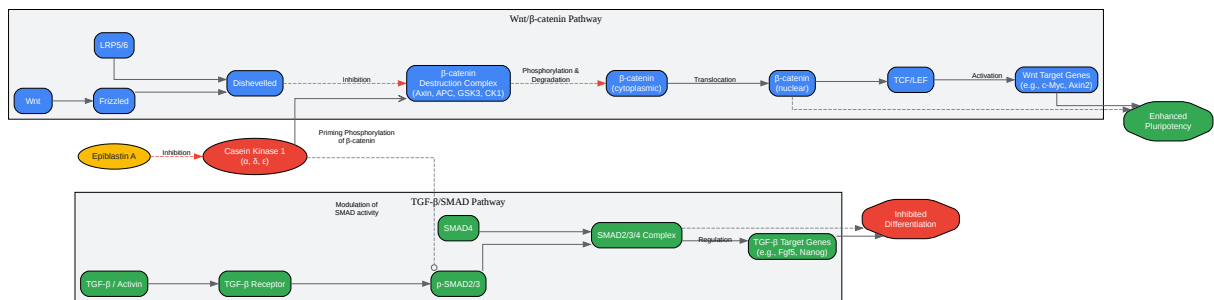 Wnt/β-catenin Pathway
LRP5/6
Wnt
Frizzled
Dishevelled
Inhibition
β-catenin
Destruction Complex
(Axin, APC, GSK3, CK1)
Phosphorylation &
Degradation
β-catenin
(cytoplasmic)
Translocation
β-catenin
(nuclear)
TCF/LEF
Activation
Wnt Target Genes
(e.g., c-Myc, Axin2)
Enhanced
Pluripotency
Epiblastin A
Inhibition
Casein Kinase 1
(α, δ, ε)
Priming Phosphorylation
of β-catenin
Modulation of
SMAD activity
TGF-β/SMAD Pathway
SMAD4
SMAD2/3/4 Complex
Regulation
TGF-β Target Genes
(e.g., Fgf5, Nanog)
Inhibited
Differentiation
TGF-β / Activin
TGF-β Receptor
p-SMAD2/3